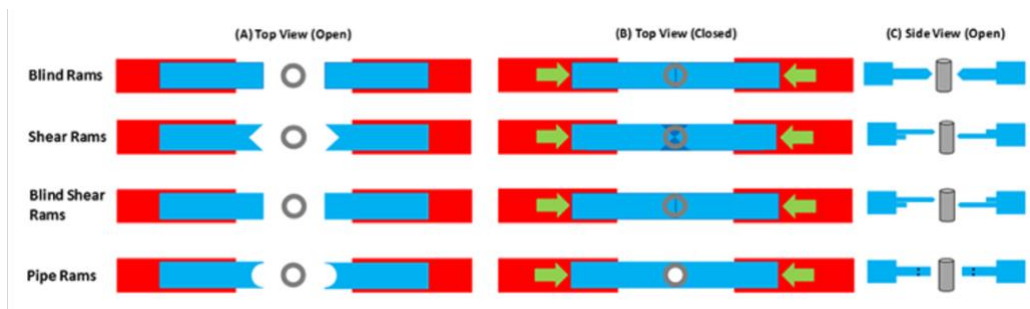 (A) Top View (Open)
(B) Top View (Closed)
(C) Side View (Open)
Blind Rams
Shear Rams
Blind Shear
Rams
Pipe Rams